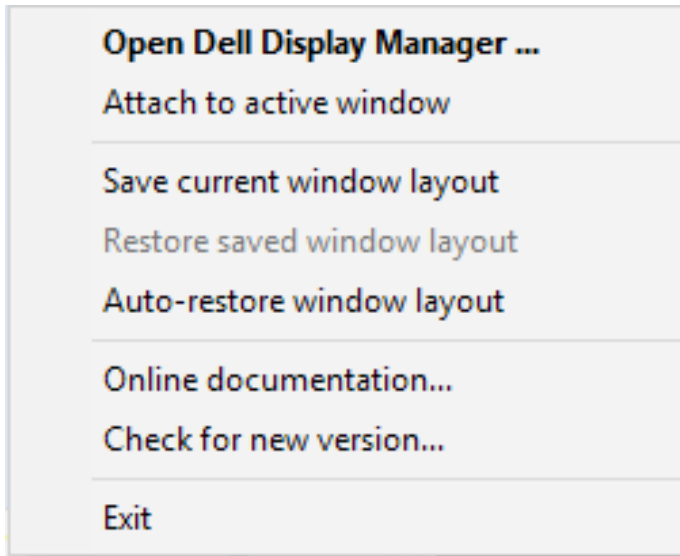 Open Dell Display Manager ...
Attach to active window
Save current window layout
Restore saved window layout
Auto-restore window layout
Online documentation...
Check for new version...
Exit